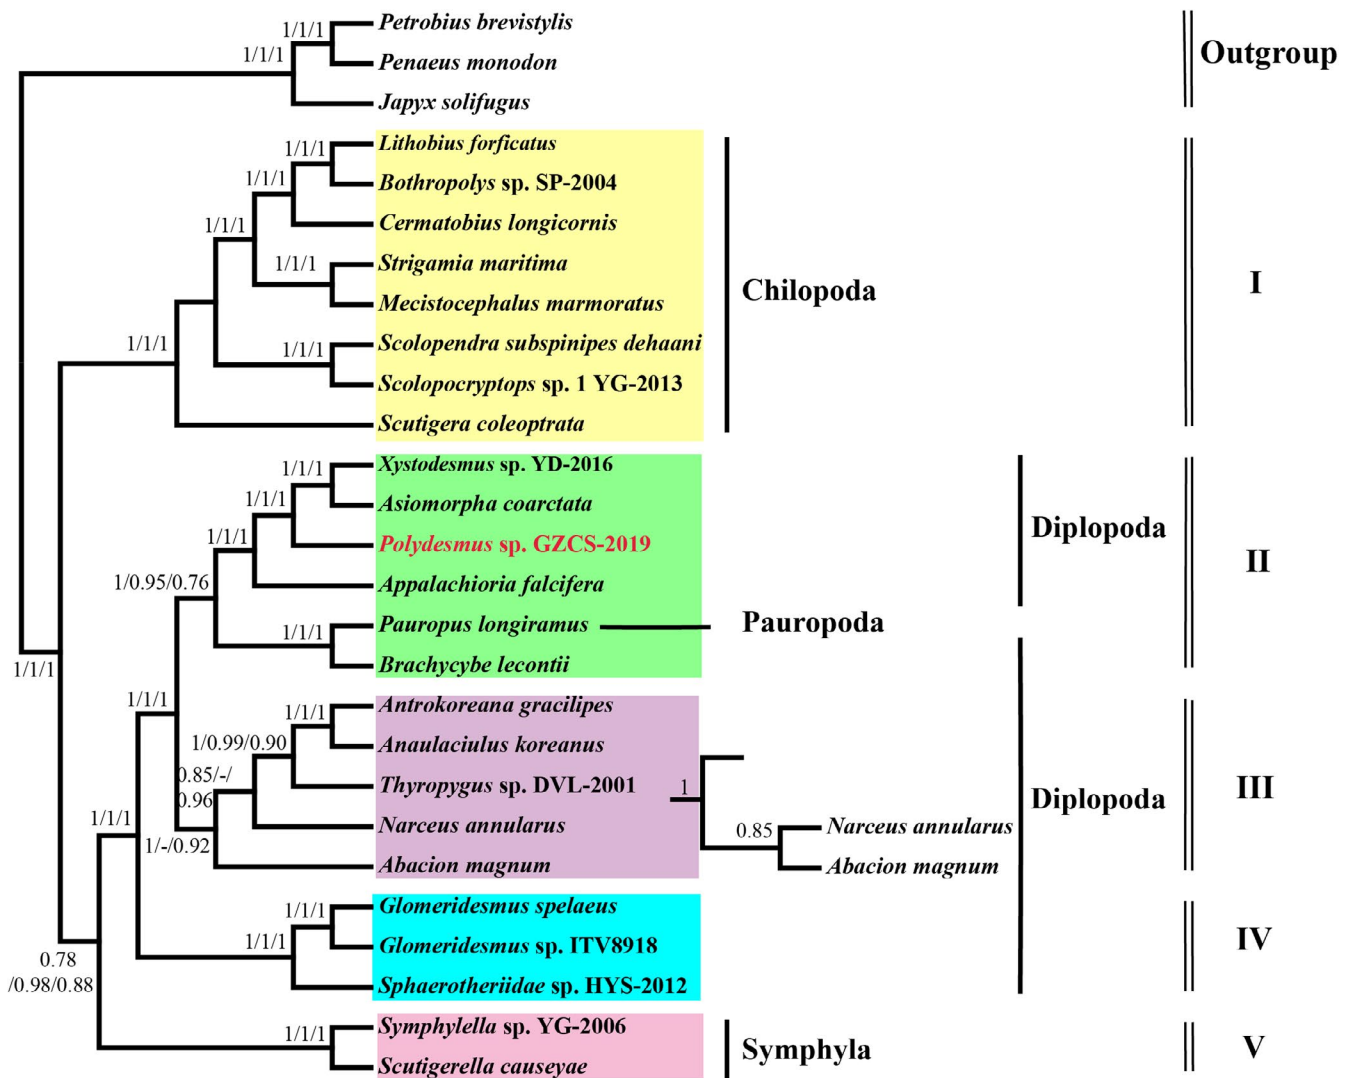 1/1/1
Petrobius brevistylis
1/1/1
Penaeus monodon
Japyx solifugus
Outgroup
1/1/1
Lithobius forficatus
1/1/1
Bothropolys sp. SP-2004
1/1/1
Cermatobius longicornis
1/1/1
Strigamia maritima
Mecistocephalus marmoratus
Chilopoda
I
1/1/1
1/1/1
Scolopendra subspinipes dehaani
Scolopocryptops sp. 1 YG-2013
Scutigera coleoptrata
1/1/1
Xystodesmus sp. YD-2016
1/1/1
Asiomorpha coarctata
1/1/1
Polydesmus sp. GZCS-2019
Diplopoda
II
1/0.95/0.76
Appalachioria falcifera
1/1/1
Pauropus longiramus
Pauropoda
Brachycybe lecontii
1/1/1
1/1/1
1/1/1
Antrokoreana gracilipes
1/0.99/0.90
Anaulaciulus koreanus
0.85/-/
0.96
Thyropygus sp. DVL-2001
1
Diplopoda
III
1/1/1
Narceus annularus
0.85
Narceus annularus
1/-/0.92
Abacion magnum
Abacion magnum
1/1/1
Glomeridesmus spelaeus
1/1/1
Glomeridesmus sp. ITV8918
IV
0.78
/0.98/0.88
Sphaerotheriidae sp. HYS-2012
1/1/1
Symphylella sp. YG-2006
Scutigerella causeyae
Symphyla
V